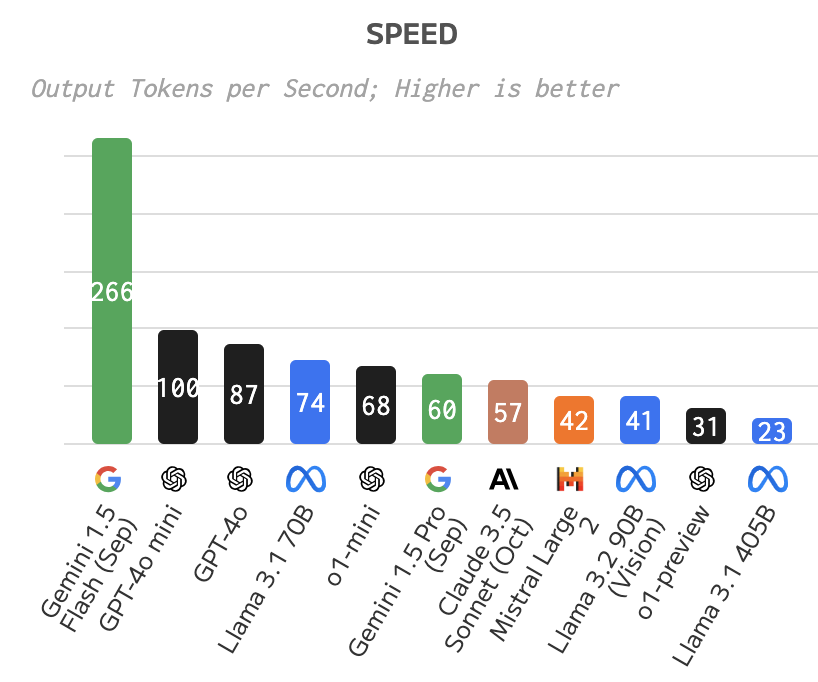 SPEED
Output Tokens per Second; Higher is better
266
100
87
74
68
60
57
42
41
31
23
Gemini 1.5
Flash (Sep)
GPT-4o mini
GPT-4o
Llama 3.1 70B
o1-mini
Gemini 1.5 Pro
(Sep)
Claude 3.5
Sonnet (Oct)
Mistral Large
2
Llama 3.2 90B
(Vision)
o1-preview
Llama 3.1 405B